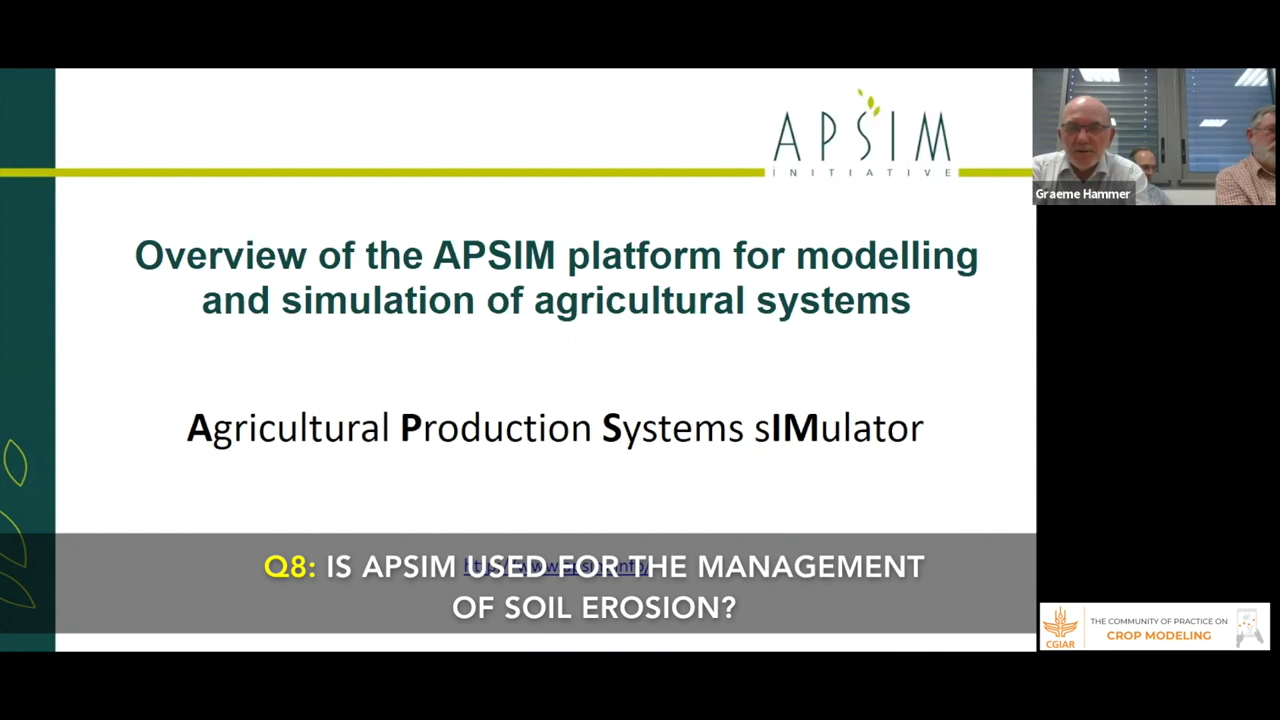 APSIM
INITIATIVE
Graeme Hammer
Overview of the APSIM platform for modelling
and simulation of agricultural systems
Agricultural Production Systems sIMulator
Q8: IS APSIM USED FOR THE MANAGEMENT
OF SOIL EROSION?
CGIAR
THE COMMUNITY OF PRACTICE ON
CROP MODELING